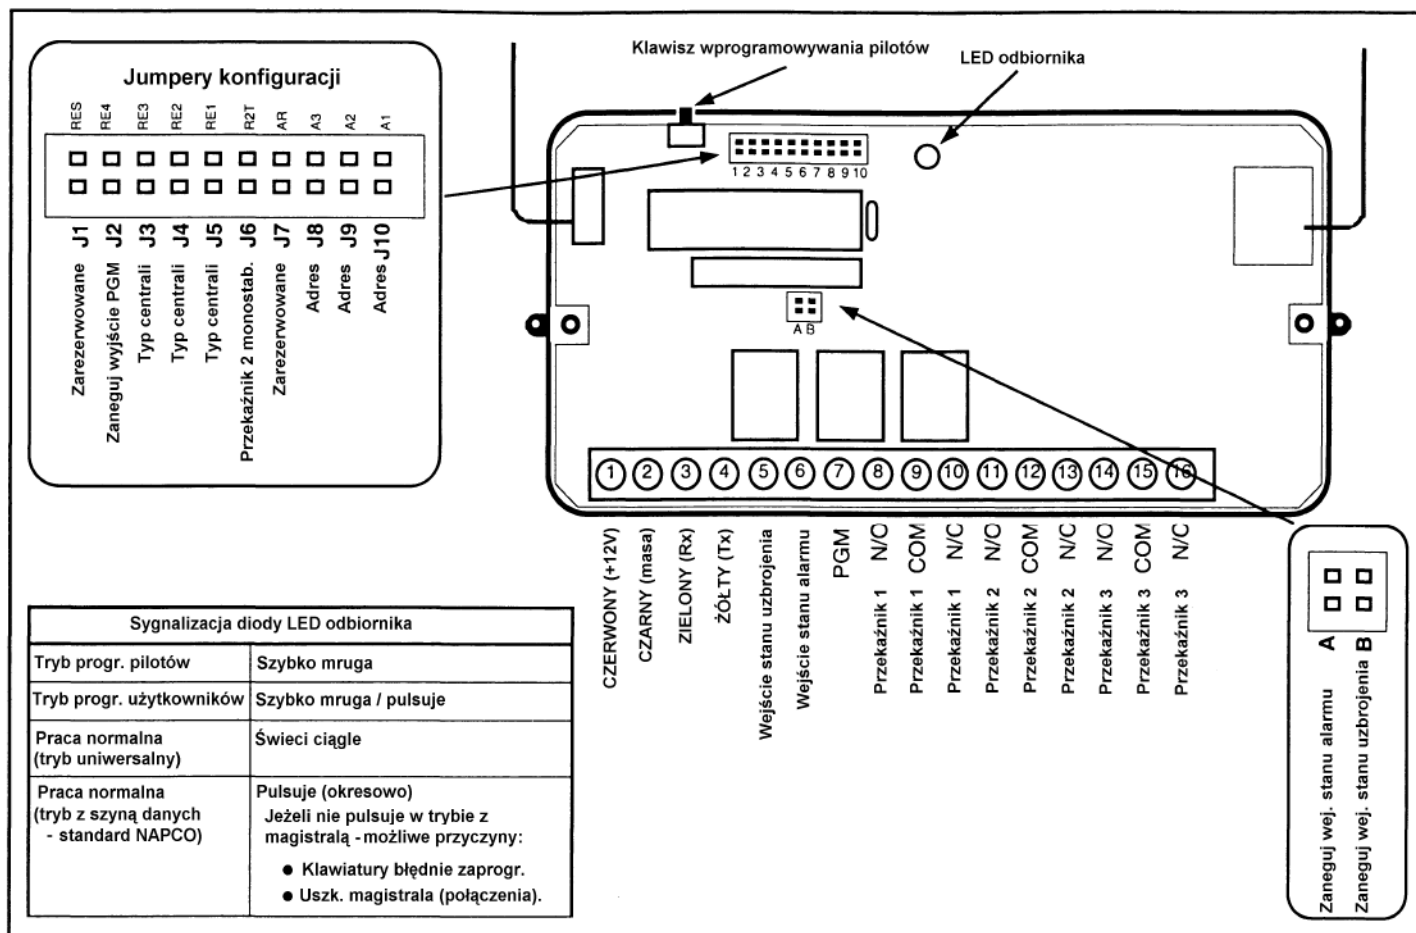 Klawisz wprogramowywania pilotów
LED odbiornika
Jumpery konfiguracji
RES
RE4
RE3
RE2
RE1
R2T
AR
A3
A2
A1
J1
J2
J3
J4
J5
J6
J7
J8
J9
J10
Zarezerwowane
Zaneguj wyjście PGM
Typ centrali
Typ centrali
Typ centrali
Przekaźnik 2 monostab.
Zarezerwowane
Adres
Adres
Adres
1 2 3 4 5 6 7 8 9 10
A B
1 2 3 4 5 6 7 8 9 10 11 12 13 14 15 16
CZERWONY (+12V)
CZARNY (masa)
ZIELONY (Rx)
ŻÓŁTY (Tx)
Wejście stanu uzbrojenia
Wejście stanu alarmu
PGM
Przekaźnik 1 N/O
Przekaźnik 1 COM
Przekaźnik 1 N/C
Przekaźnik 2 N/O
Przekaźnik 2 COM
Przekaźnik 2 N/C
Przekaźnik 3 N/O
Przekaźnik 3 COM
Przekaźnik 3 N/C
Zaneguj wej. stanu alarmu A
Zaneguj wej. stanu uzbrojenia B
Sygnalizacja diody LED odbiornika
Tryb progr. pilotów
Szybko mruga
Tryb progr. użytkowników
Szybko mruga / pulsuje
Praca normalna
(tryb uniwersalny)
Świeci ciągle
Praca normalna
(tryb z szyną danych
- standard NAPCO)
Pulsuje (okresowo)
Jeżeli nie pulsuje w trybie z
magistralą - możliwe przyczyny:
● Klawiatury błędnie zaprogr.
● Uszk. magistrala (połączenia).